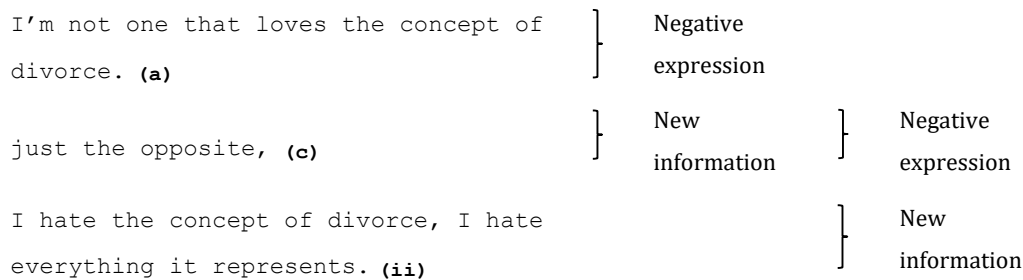 I'm not one that loves the concept of Negative
divorce. (a) expression
just the opposite, (c) New information Negative expression
I hate the concept of divorce, I hate New
everything it represents. (ii) information